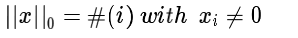 ||x||₀ = #(i) with xᵢ ≠ 0